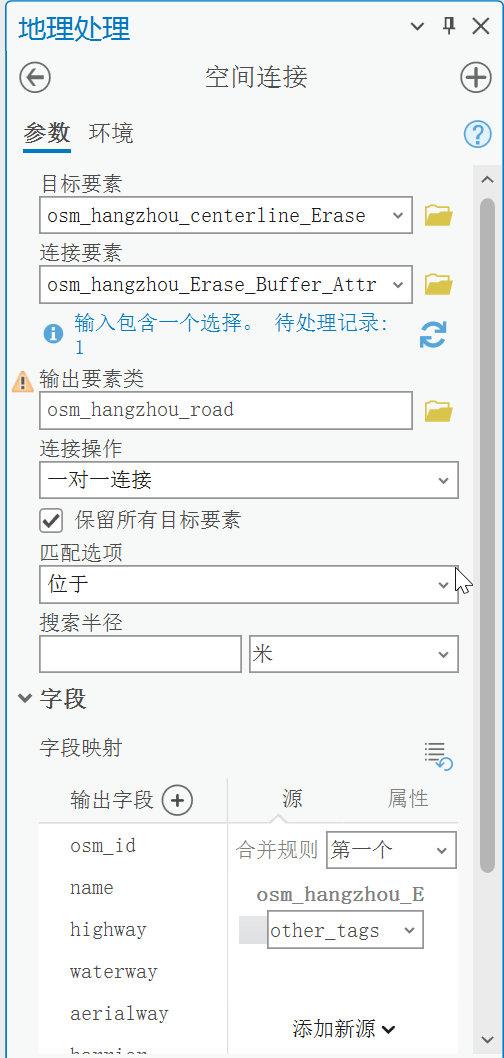 地理处理
空间连接
参数 环境
目标要素
osm_hangzhou_centerline_Erase
连接要素
osm_hangzhou_Erase_Buffer_Attr
输入包含一个选择。 待处理记录:
1
输出要素类
osm_hangzhou_road
连接操作
一对一连接
保留所有目标要素
匹配选项
位于
搜索半径
米
字段
字段映射
输出字段 源 属性
osm_id 合并规则 第一个
name osm_hangzhou_E
highway other_tags
waterway
aerialway
添加新源
barrier